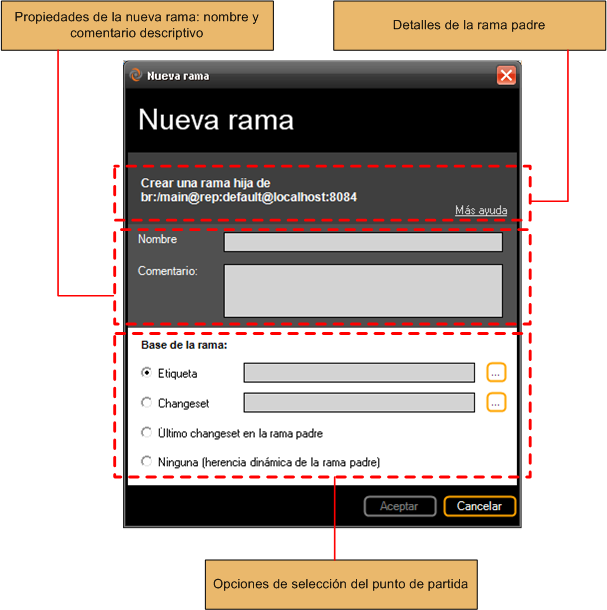 Propiedades de la nueva rama: nombre y
comentario descriptivo
Detalles de la rama padre
Nueva rama
Nueva rama
Crear una rama hija de
br:/main@rep:default@localhost:8084
Más ayuda
Nombre
Comentario:
Base de la rama:
Etiqueta
...
Changeset
...
Último changeset en la rama padre
Ninguna (herencia dinámica de la rama padre)
Aceptar
Cancelar
Opciones de selección del punto de partida